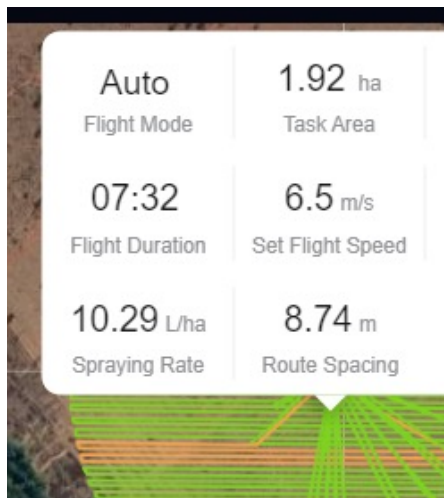 Auto
Flight Mode
1.92 ha
Task Area
07:32
Flight Duration
6.5 m/s
Set Flight Speed
10.29 L/ha
Spraying Rate
8.74 m
Route Spacing